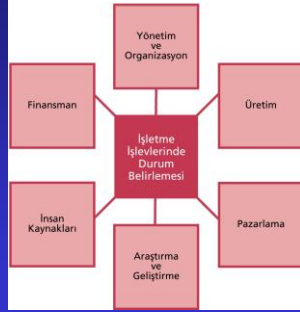 Yönetim
ve
Organizasyon
Finansman
Üretim
İşletme
İşlevlerinde
Durum
Belirlemesi
İnsan
Kaynakları
Pazarlama
Araştırma
ve
Geliştirme